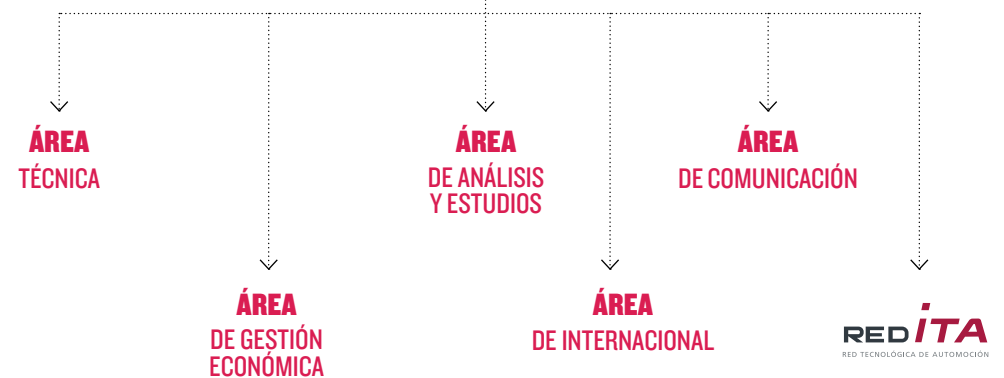 ÁREA
TÉCNICA
ÁREA
DE ANÁLISIS
Y ESTUDIOS
ÁREA
DE COMUNICACIÓN
ÁREA
DE GESTIÓN
ECONÓMICA
ÁREA
DE INTERNACIONAL
RED ITA
RED TECNOLÓGICA DE AUTOMOCIÓN